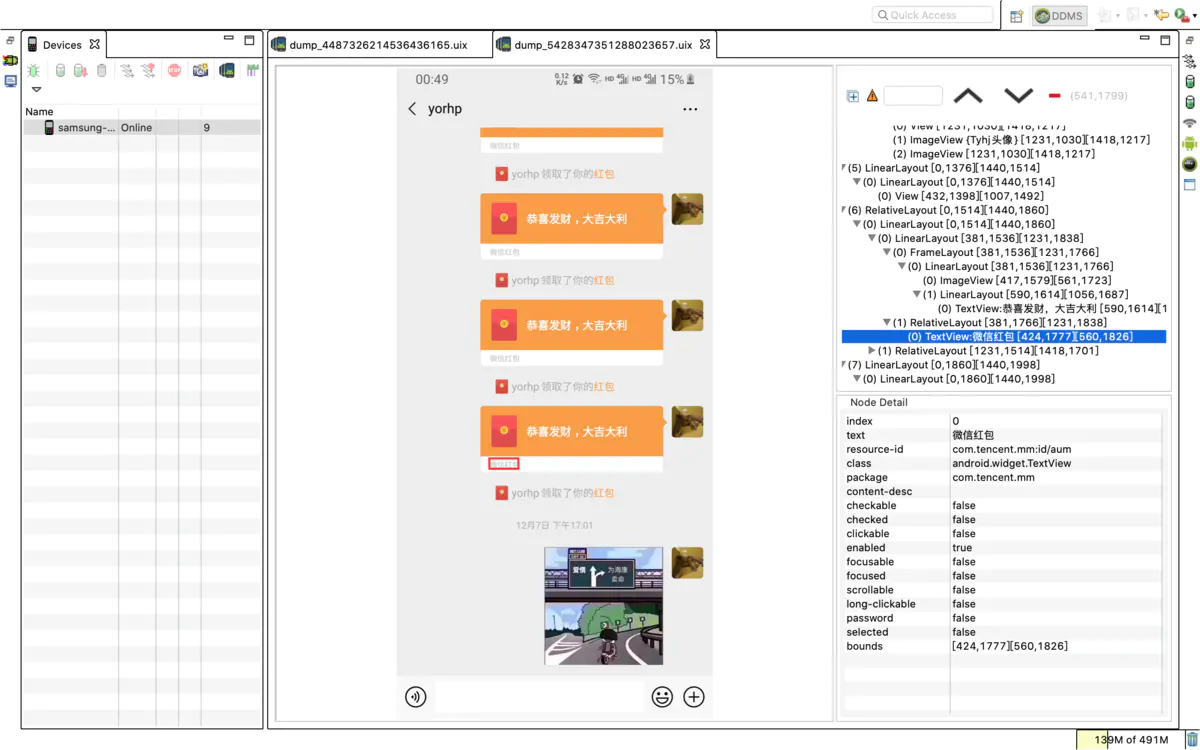 Quick Access
DDMS
Devices
dump_4487326214536436165.uix
dump_5428347351288023657.uix
Name
samsung-... Online 9
00:49
0.12 K/s HD 4G HD 4G 15%
yorhp
微信红包
yorhp 领取了你的红包
恭喜发财，大吉大利
微信红包
yorhp 领取了你的红包
恭喜发财，大吉大利
微信红包
yorhp 领取了你的红包
恭喜发财，大吉大利
微信红包
yorhp 领取了你的红包
12月7日 下午17:01
爱情
为海康
卖命
(541,1799)
(0) View [1231,1030][1418,1217]
(1) ImageView {Tyhj头像} [1231,1030][1418,1217]
(2) ImageView [1231,1030][1418,1217]
(5) LinearLayout [0,1376][1440,1514]
(0) LinearLayout [0,1376][1440,1514]
(0) View [432,1398][1007,1492]
(6) RelativeLayout [0,1514][1440,1860]
(0) LinearLayout [0,1514][1440,1860]
(0) LinearLayout [381,1536][1231,1838]
(0) FrameLayout [381,1536][1231,1766]
(0) LinearLayout [381,1536][1231,1766]
(0) ImageView [417,1579][561,1723]
(1) LinearLayout [590,1614][1056,1687]
(0) TextView:恭喜发财，大吉大利 [590,1614][1
(1) RelativeLayout [381,1766][1231,1838]
(0) TextView:微信红包 [424,1777][560,1826]
(1) RelativeLayout [1231,1514][1418,1701]
(7) LinearLayout [0,1860][1440,1998]
(0) LinearLayout [0,1860][1440,1998]
Node Detail
index 0
text 微信红包
resource-id com.tencent.mm:id/aum
class android.widget.TextView
package com.tencent.mm
content-desc
checkable false
checked false
clickable false
enabled true
focusable false
focused false
scrollable false
long-clickable false
password false
selected false
bounds [424,1777][560,1826]
139M of 491M